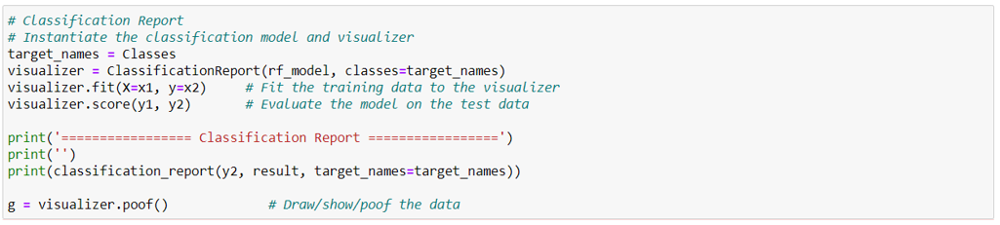 # Classification Report
# Instantiate the classification model and visualizer
target_names = Classes
visualizer = ClassificationReport(rf_model, classes=target_names)
visualizer.fit(X=x1, y=x2)     # Fit the training data to the visualizer
visualizer.score(y1, y2)       # Evaluate the model on the test data
print('================= Classification Report =================')
print('')
print(classification_report(y2, result, target_names=target_names))
g = visualizer.poof()             # Draw/show/poof the data